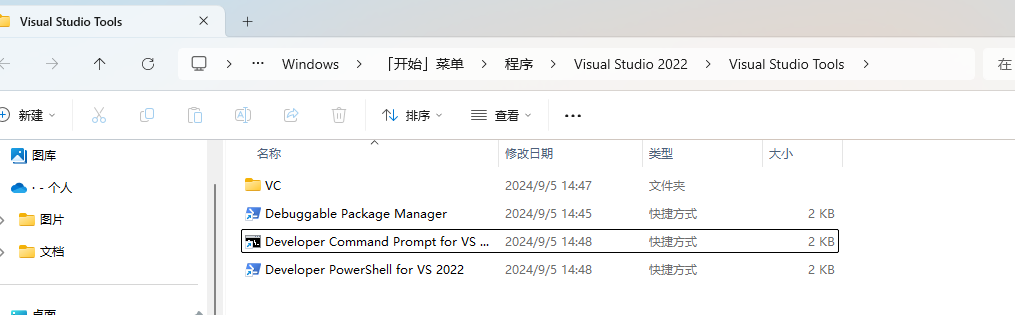 Visual Studio Tools
Windows 「开始」菜单 程序 Visual Studio 2022 Visual Studio Tools 在
新建 排序 查看
图库
· - 个人
图片
文档
桌面
名称 修改日期 类型 大小
VC 2024/9/5 14:47 文件夹
Debuggable Package Manager 2024/9/5 14:45 快捷方式 2 KB
Developer Command Prompt for VS ... 2024/9/5 14:48 快捷方式 2 KB
Developer PowerShell for VS 2022 2024/9/5 14:48 快捷方式 2 KB